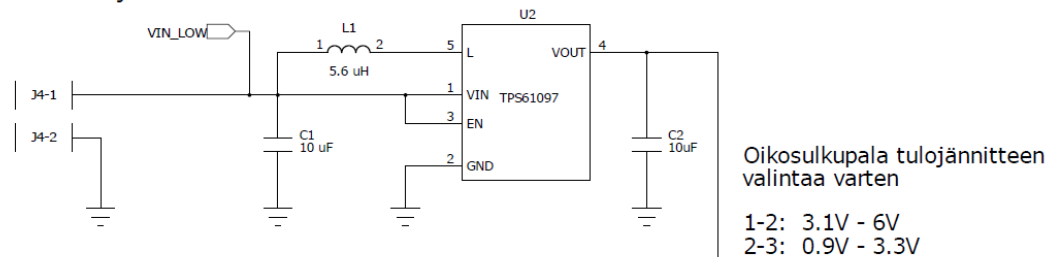 U2
VIN_LOW
L1
1
2
5.6 uH
5
L
VOUT
4
J4-1
1
VIN
TPS61097
3
EN
J4-2
C1
10 uF
C2
10uF
2
GND
Oikosulkupala tulojännitteen
valintaa varten
1-2: 3.1V - 6V
2-3: 0.9V - 3.3V